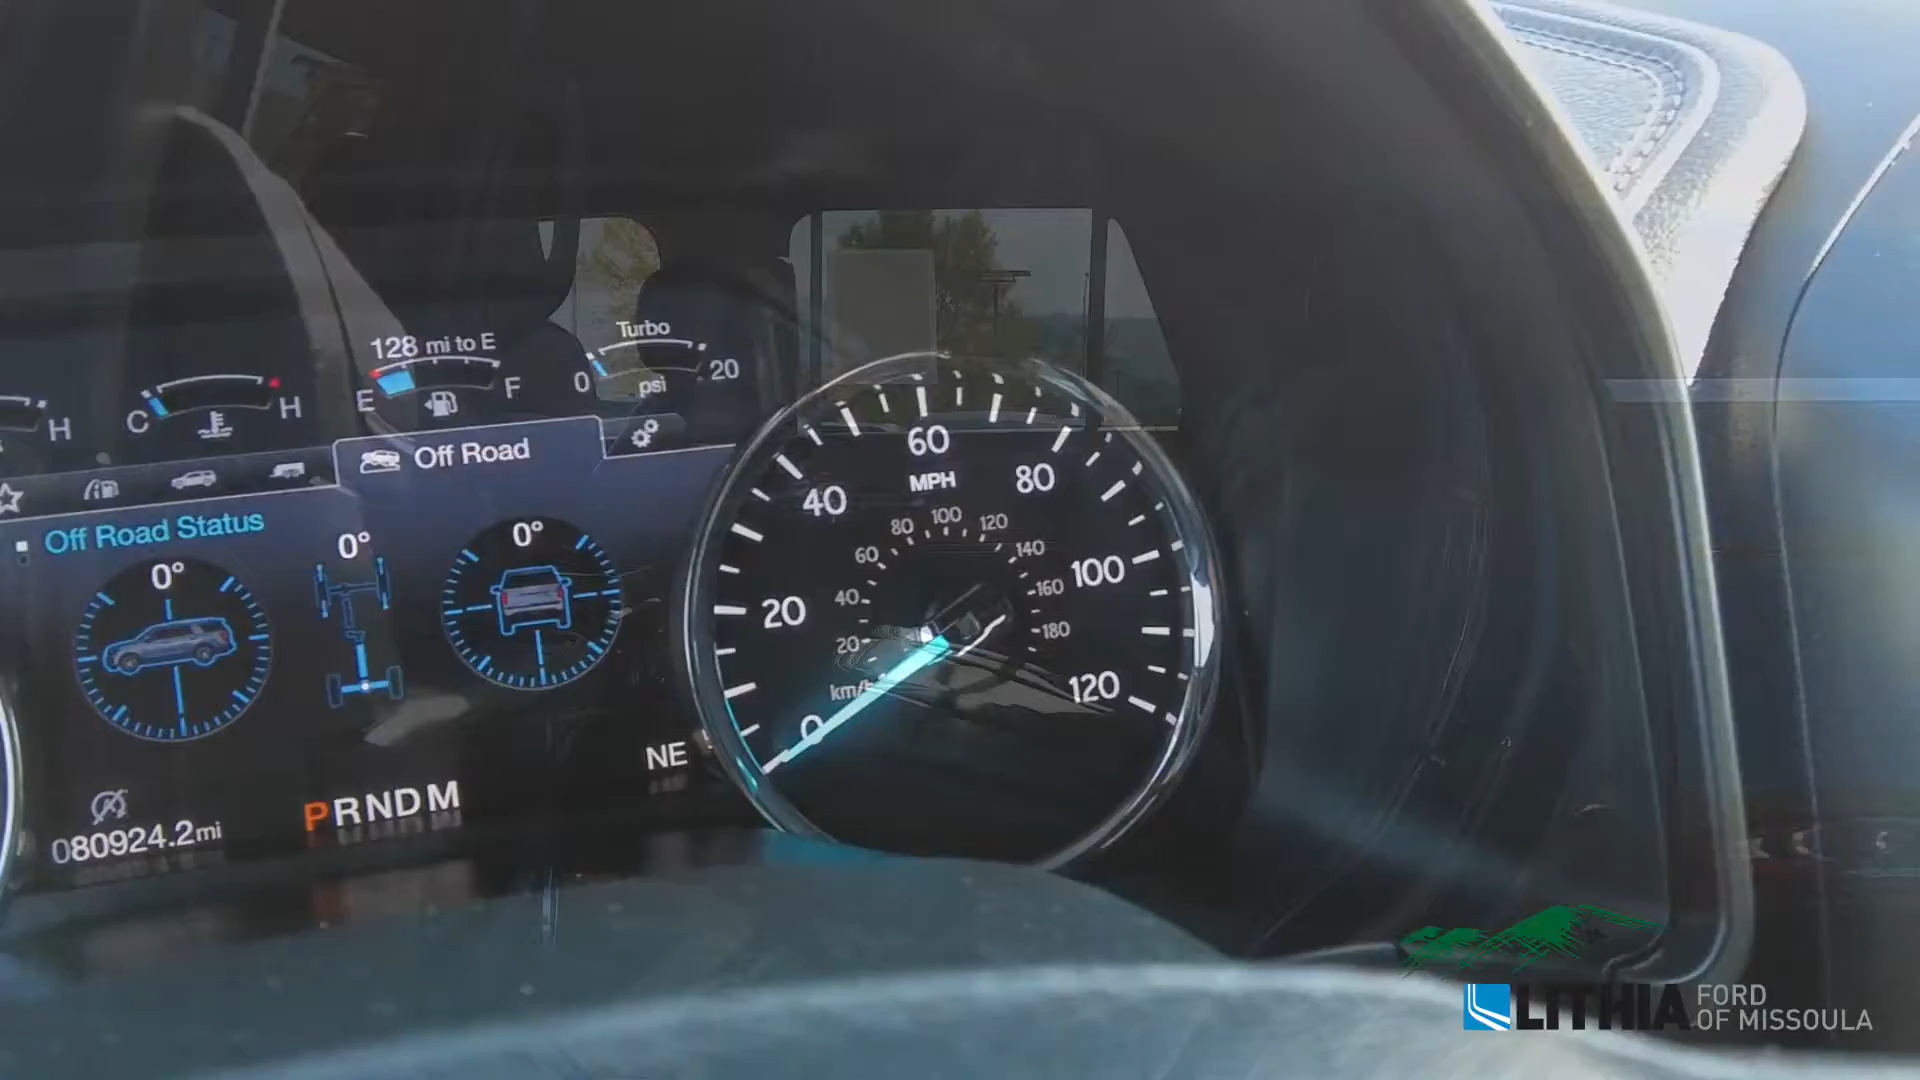 128 mi to E
E F
Turbo
0 20
psi
H
C H
Off Road
Off Road Status
0°
0°
0°
NE
PRNDM
080924.2mi
0 20 40 60 80 100 120
MPH
20 40 60 80 100 120 140 160 180
km/h
LITHIA FORD
OF MISSOULA